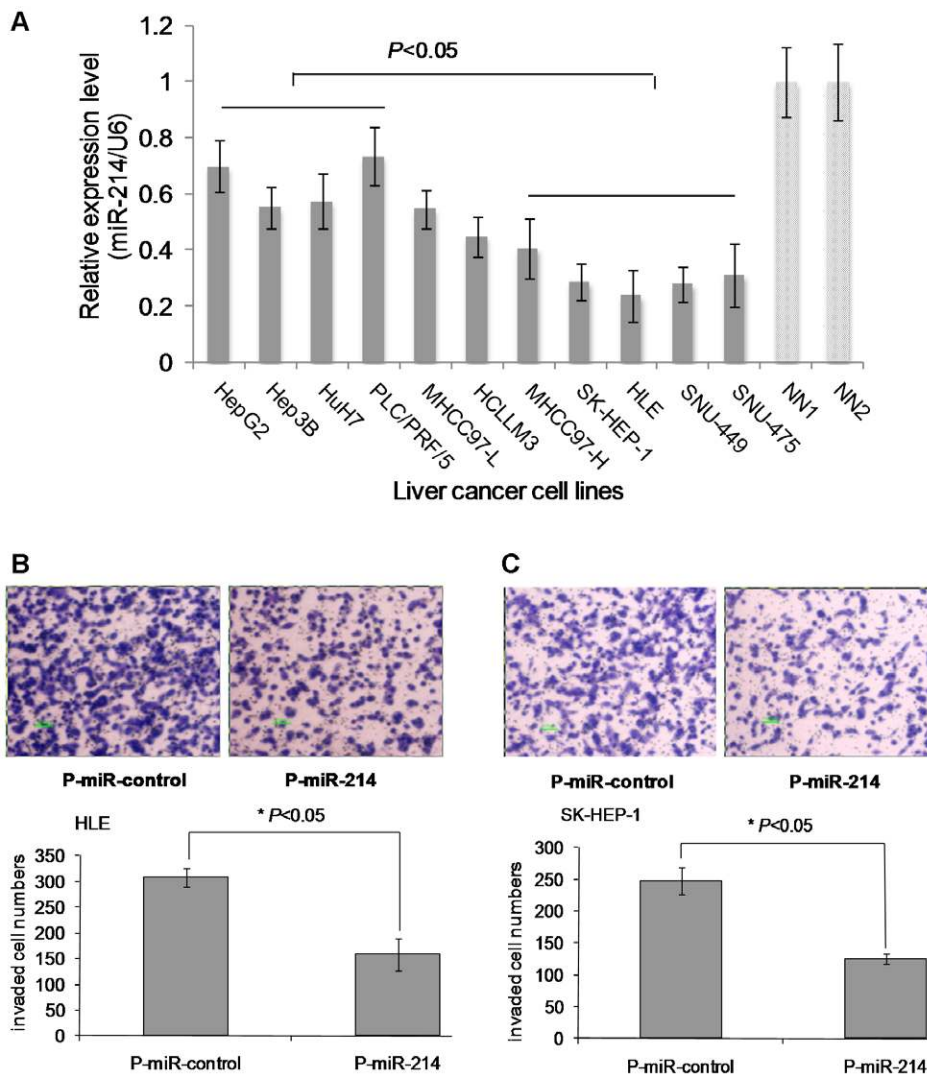 A
P<0.05
Relative expression level
(miR-214/U6)
1.2
1
0.8
0.6
0.4
0.2
0
HepG2
Hep3B
HuH7
PLC/PRF/5
MHCC97-L
HCLLM3
MHCC97-H
SK-HEP-1
HLE
SNU-449
SNU-475
NN1
NN2
Liver cancer cell lines
B
P-miR-control
P-miR-214
HLE
* P<0.05
invaded cell numbers
350
300
250
200
150
100
50
0
P-miR-control
P-miR-214
C
P-miR-control
P-miR-214
SK-HEP-1
* P<0.05
invaded cell numbers
300
250
200
150
100
50
0
P-miR-control
P-miR-214